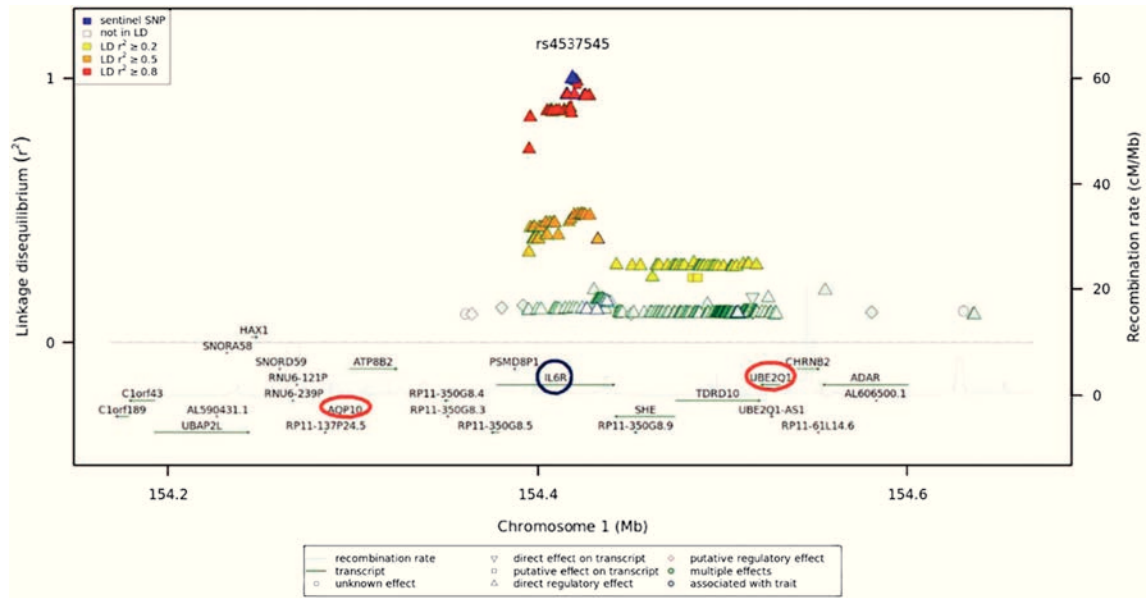 sentinel SNP
not in LD
LD r² ≥ 0.2
LD r² ≥ 0.5
LD r² ≥ 0.8
rs4537545
1
0
Linkage disequilibrium (r²)
60
40
20
0
Recombination rate (cM/Mb)
HAX1
SNORA58
SNORD59 ATP8B2 PSMD8P1 CHRNB2
RNU6-121P IL6R UBE2Q1 ADAR
C1orf43 RNU6-239P RP11-350G8.4 TDRD10 AL606500.1
C1orf189 AL590431.1 AQP10 RP11-350G8.3 SHE UBE2Q1-AS1
UBAP2L RP11-137P24.5 RP11-350G8.5 RP11-350G8.9 RP11-61L14.6
154.2 154.4 154.6
Chromosome 1 (Mb)
recombination rate direct effect on transcript putative regulatory effect
transcript putative effect on transcript multiple effects
unknown effect direct regulatory effect associated with trait